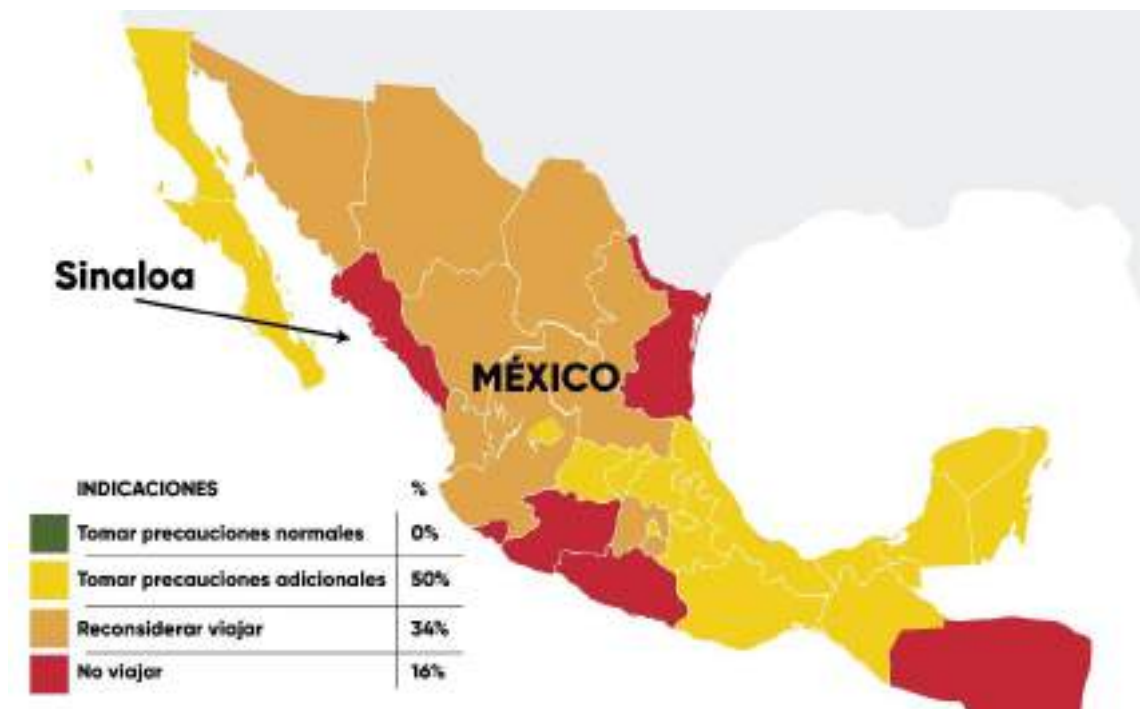 Sinaloa
MÉXICO
INDICACIONES %
Tomar precauciones normales 0%
Tomar precauciones adicionales 50%
Reconsiderar viajar 34%
No viajar 16%